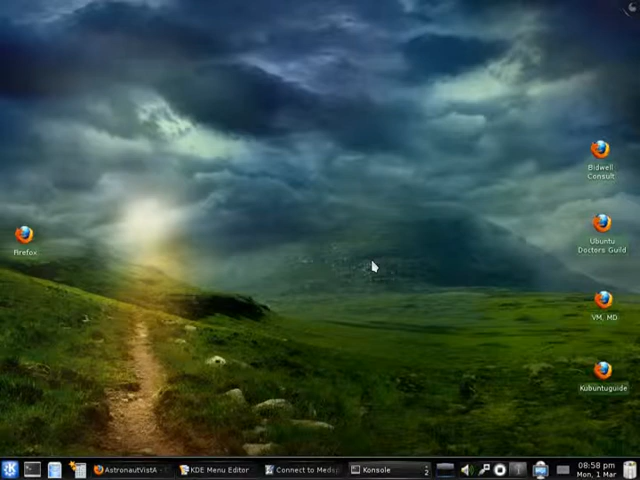 Bidwell
Consult
Firefox
Ubuntu
Doctors Guild
VM, MD
Kubuntuguide
AstronautVistA -
KDE Menu Editor
Connect to Meds
Konsole
2
08:58 pm
Mon, 1 Mar